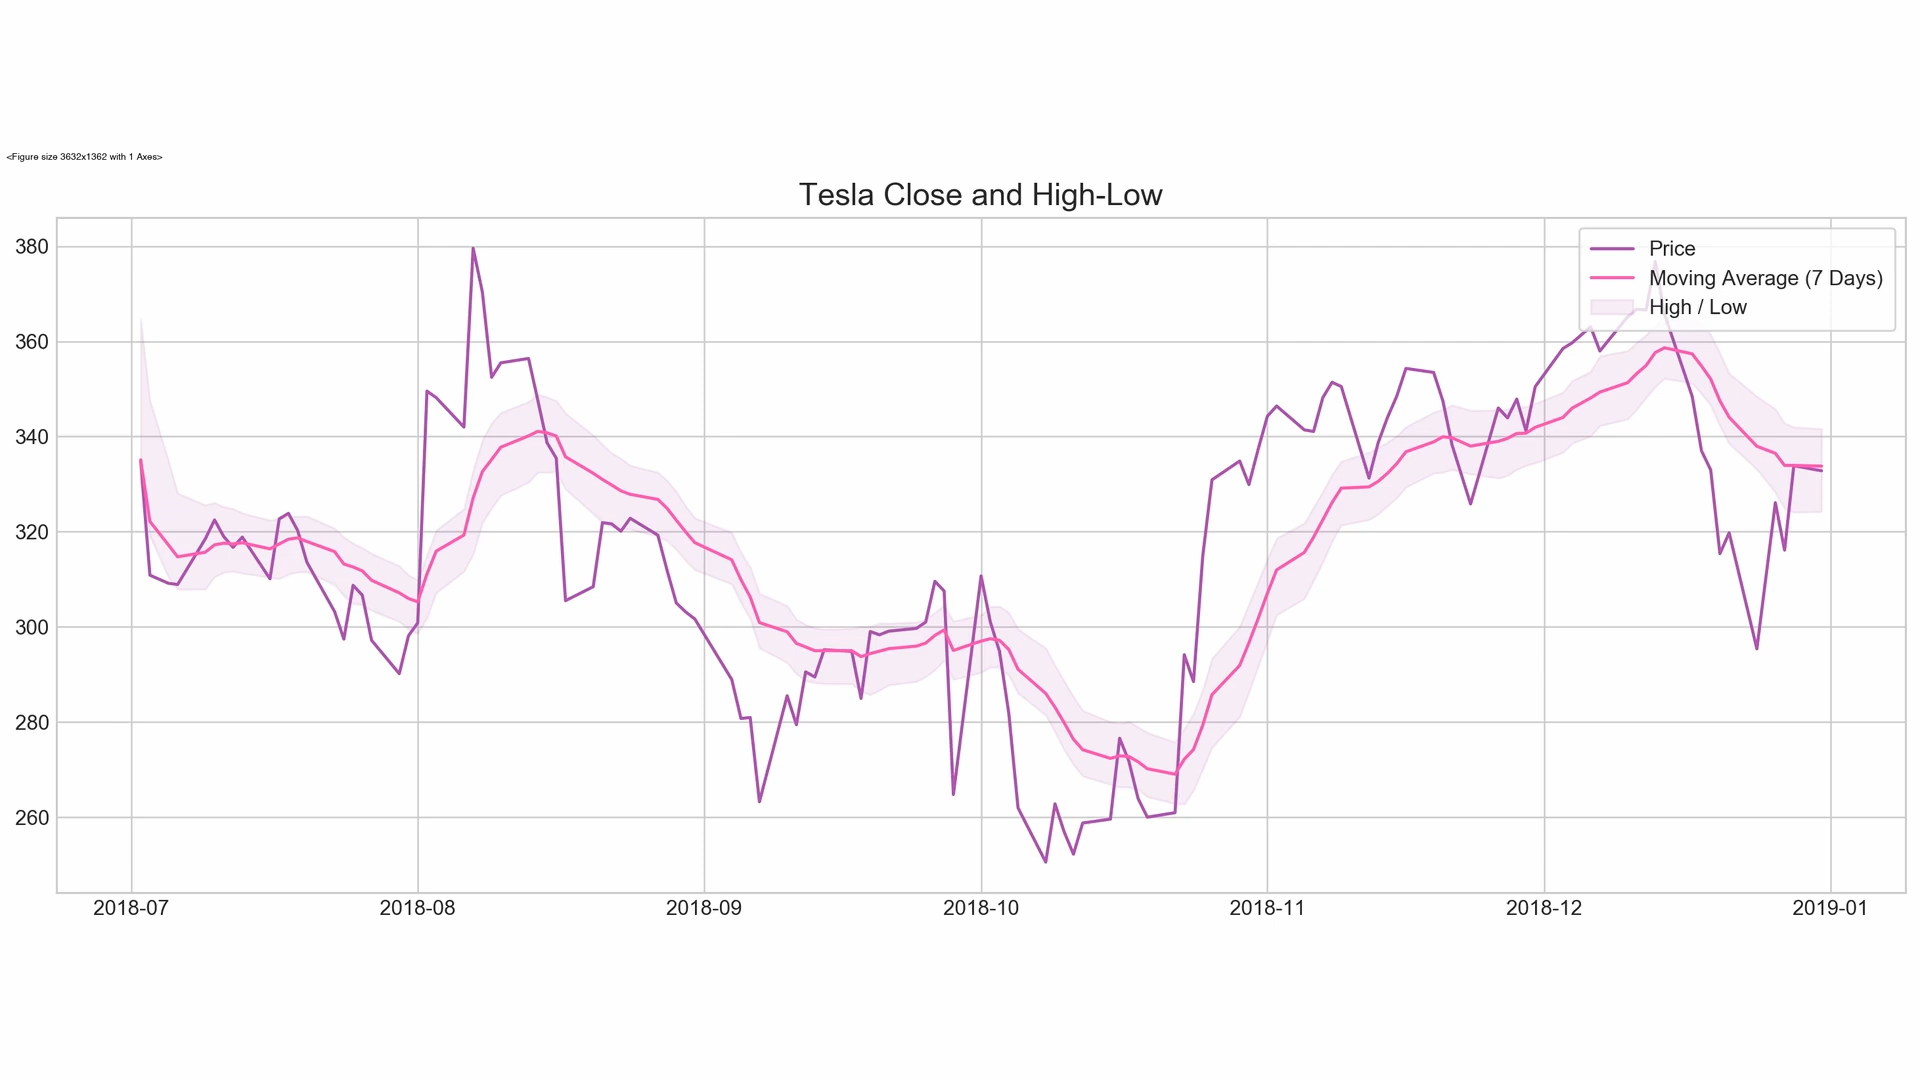 <Figure size 3632x1362 with 1 Axes>
Tesla Close and High-Low
380
360
340
320
300
280
260
Price
Moving Average (7 Days)
High / Low
2018-07
2018-08
2018-09
2018-10
2018-11
2018-12
2019-01